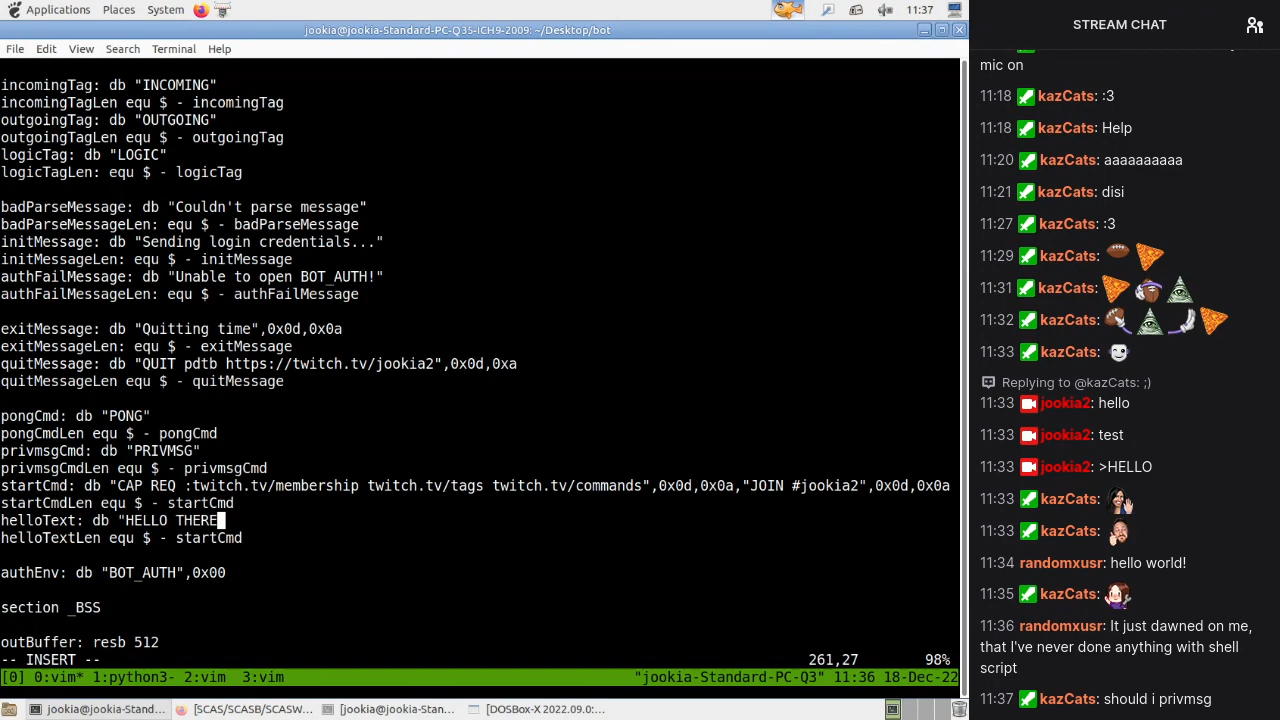 Applications Places System 11:37
jookia@jookia-Standard-PC-Q35-ICH9-2009: ~/Desktop/bot
File Edit View Search Terminal Help
incomingTag: db "INCOMING"
incomingTagLen equ $ - incomingTag
outgoingTag: db "OUTGOING"
outgoingTagLen equ $ - outgoingTag
logicTag: db "LOGIC"
logicTagLen: equ $ - logicTag
badParseMessage: db "Couldn't parse message"
badParseMessageLen: equ $ - badParseMessage
initMessage: db "Sending login credentials..."
initMessageLen: equ $ - initMessage
authFailMessage: db "Unable to open BOT_AUTH!"
authFailMessageLen: equ $ - authFailMessage
exitMessage: db "Quitting time",0x0d,0x0a
exitMessageLen: equ $ - exitMessage
quitMessage: db "QUIT pdtb https://twitch.tv/jookia2",0x0d,0xa
quitMessageLen equ $ - quitMessage
pongCmd: db "PONG"
pongCmdLen equ $ - pongCmd
privmsgCmd: db "PRIVMSG"
privmsgCmdLen equ $ - privmsgCmd
startCmd: db "CAP REQ :twitch.tv/membership twitch.tv/tags twitch.tv/commands",0x0d,0x0a,"JOIN #jookia2",0x0d,0x0a
startCmdLen equ $ - startCmd
helloText: db "HELLO THERE
helloTextLen equ $ - startCmd
authEnv: db "BOT_AUTH",0x00
section _BSS
outBuffer: resb 512
-- INSERT -- 261,27 98%
[0] 0:vim* 1:python3- 2:vim 3:vim "jookia-Standard-PC-Q3" 11:36 18-Dec-22
jookia@jookia-Stand... [SCAS/SCASB/SCASW... [jookia@jookia-Stan... [DOSBox-X 2022.09.0:...
STREAM CHAT
mic on
11:18 kazCats: :3
11:18 kazCats: Help
11:20 kazCats: aaaaaaaaaa
11:21 kazCats: disi
11:27 kazCats: :3
11:29 kazCats:
11:31 kazCats:
11:32 kazCats:
11:33 kazCats:
Replying to @kazCats: ;)
11:33 jookia2: hello
11:33 jookia2: test
11:33 jookia2: >HELLO
11:33 kazCats:
11:33 kazCats:
11:34 randomxusr: hello world!
11:35 kazCats:
11:36 randomxusr: It just dawned on me,
that I've never done anything with shell
script
11:37 kazCats: should i privmsg